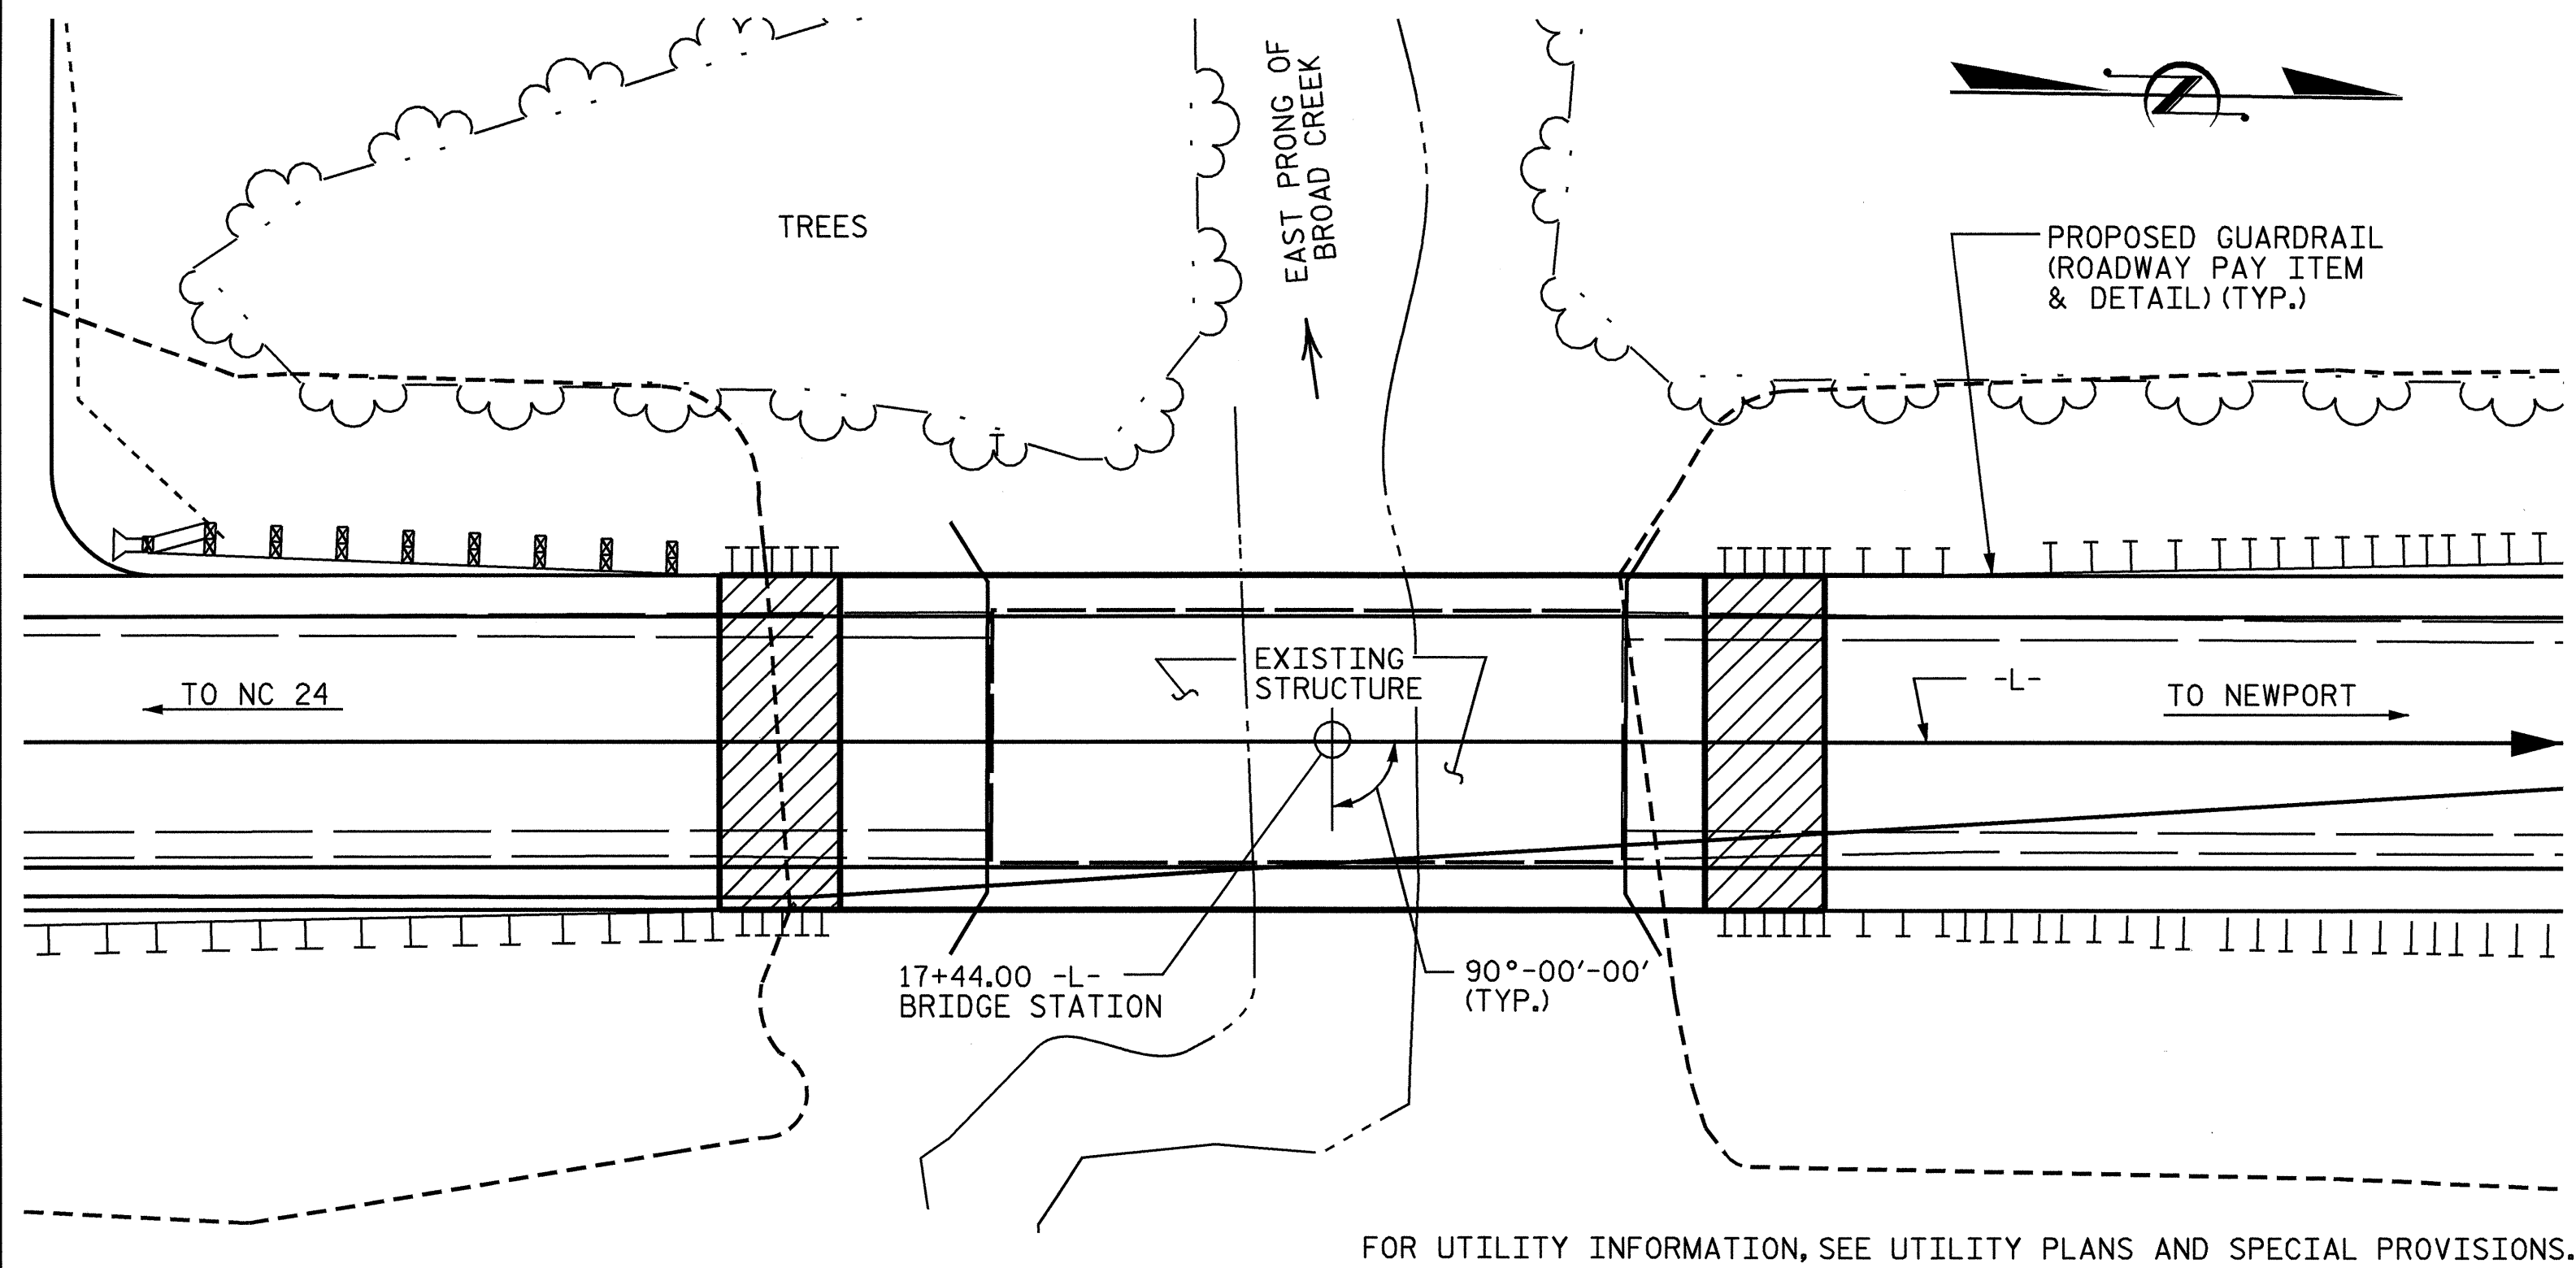 EAST PRONG OF
BROAD CREEK
TREES
PROPOSED GUARDRAIL
(ROADWAY PAY ITEM
& DETAIL) (TYP.)
EXISTING
STRUCTURE
TO NC 24
-L-
TO NEWPORT
17+44.00 -L-
BRIDGE STATION
90°-00'-00'
(TYP.)
FOR UTILITY INFORMATION, SEE UTILITY PLANS AND SPECIAL PROVISIONS.